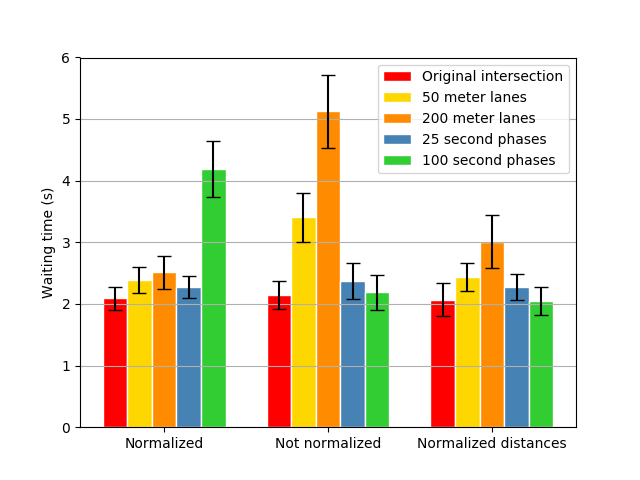 6
5
4
3
2
1
0
Waiting time (s)
Original intersection
50 meter lanes
200 meter lanes
25 second phases
100 second phases
Normalized
Not normalized
Normalized distances